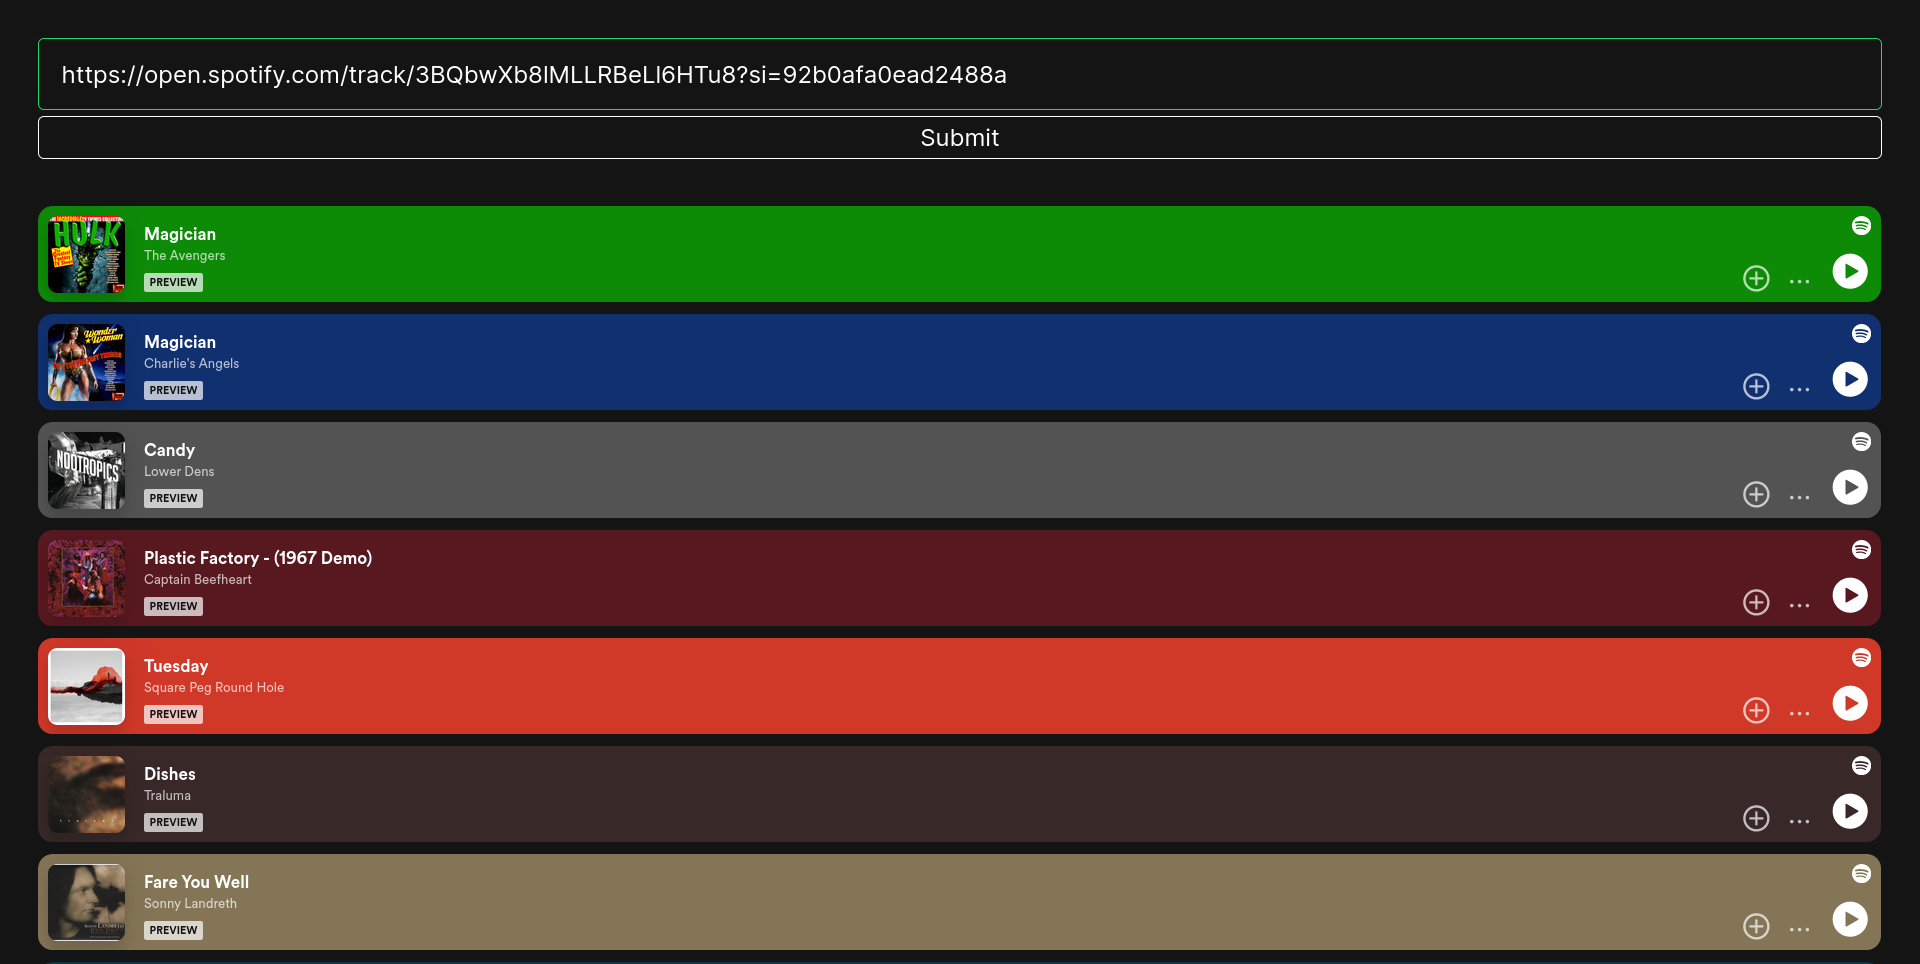 https://open.spotify.com/track/3BQbwXb8lMLLRBeLl6HTu8?si=92b0afa0ead2488a
Submit
HULK
Magician
The Avengers
PREVIEW
Wonder
Woman
Magician
Charlie's Angels
PREVIEW
NOOTROPICS
Candy
Lower Dens
PREVIEW
Plastic Factory - (1967 Demo)
Captain Beefheart
PREVIEW
Tuesday
Square Peg Round Hole
PREVIEW
Dishes
Traluma
PREVIEW
Fare You Well
Sonny Landreth
PREVIEW